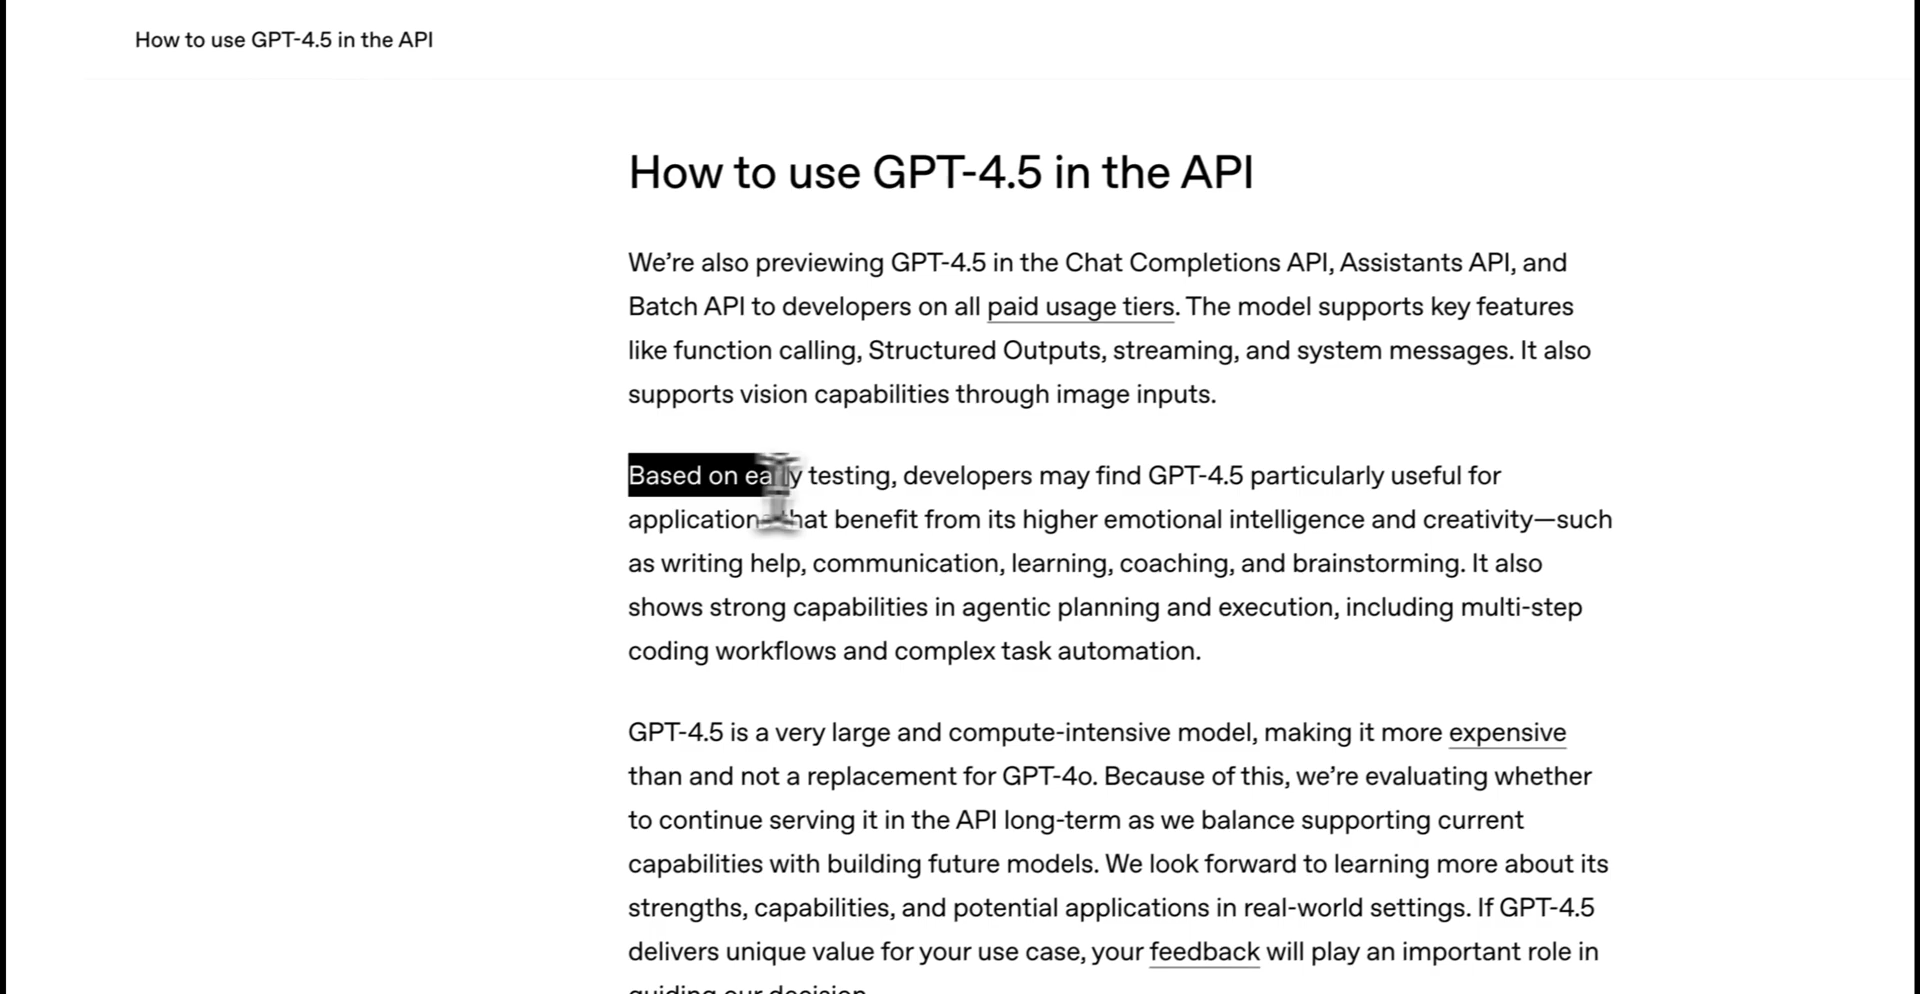 How to use GPT-4.5 in the API
How to use GPT-4.5 in the API
We’re also previewing GPT-4.5 in the Chat Completions API, Assistants API, and
Batch API to developers on all paid usage tiers. The model supports key features
like function calling, Structured Outputs, streaming, and system messages. It also
supports vision capabilities through image inputs.
Based on early testing, developers may find GPT-4.5 particularly useful for
applications that benefit from its higher emotional intelligence and creativity—such
as writing help, communication, learning, coaching, and brainstorming. It also
shows strong capabilities in agentic planning and execution, including multi-step
coding workflows and complex task automation.
GPT-4.5 is a very large and compute-intensive model, making it more expensive
than and not a replacement for GPT-4o. Because of this, we’re evaluating whether
to continue serving it in the API long-term as we balance supporting current
capabilities with building future models. We look forward to learning more about its
strengths, capabilities, and potential applications in real-world settings. If GPT-4.5
delivers unique value for your use case, your feedback will play an important role in
guiding our decision.